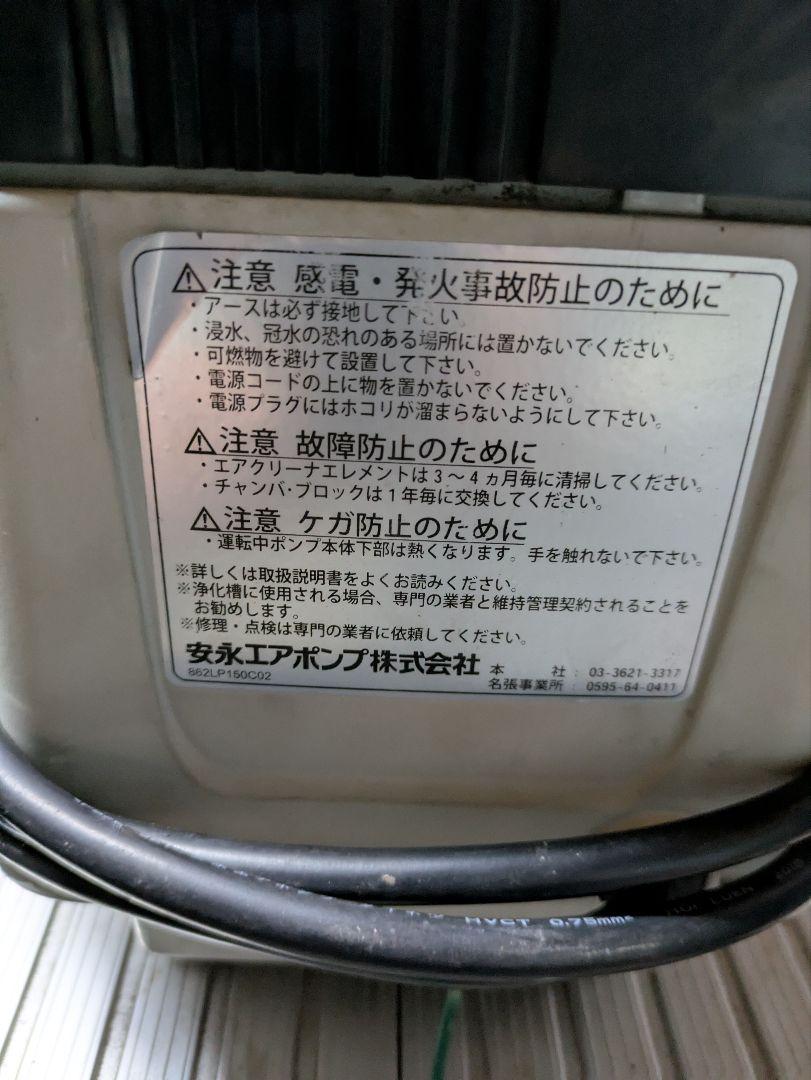 ⚠注意 感電・発火事故防止のために
・アースは必ず接地して下さい。
・浸水、冠水の恐れのある場所には置かないでください。
・可燃物を避けて設置して下さい。
・電源コードの上に物を置かないでください。
・電源プラグにはホコリが溜まらないようにして下さい。
⚠注意 故障防止のために
・エアクリーナエレメントは3～4ヵ月毎に清掃してください。
・チャンバ・ブロックは1年毎に交換してください。
⚠注意 ケガ防止のために
・運転中ポンプ本体下部は熱くなります。手を触れないで下さい。
※詳しくは取扱説明書をよくお読みください。
※浄化槽に使用される場合、専門の業者と維持管理契約されることを
お勧めします。
※修理・点検は専門の業者に依頼してください。
安永エアポンプ株式会社 本 社：03-3621-3317
862LP150C02 名張事業所：0595-64-0411
HVCT 0.75mm